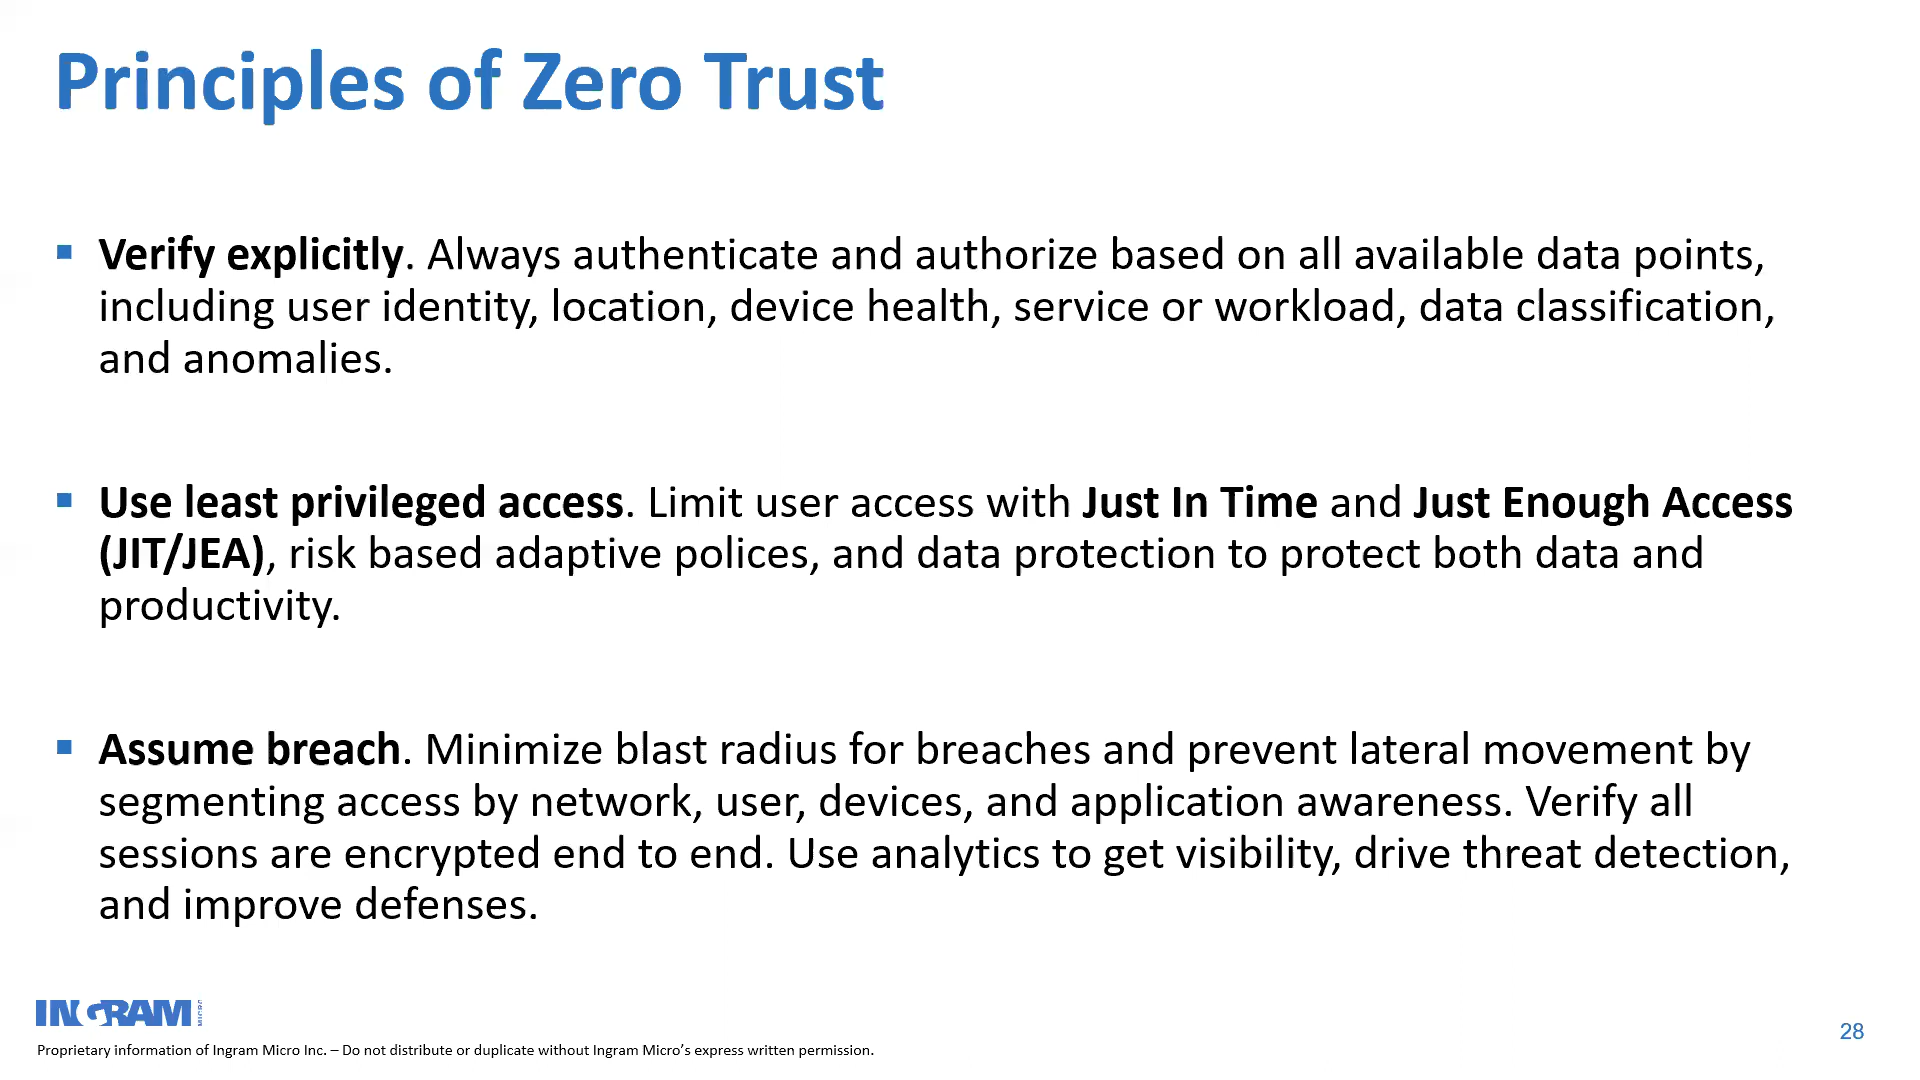 Principles of Zero Trust
▪ Verify explicitly. Always authenticate and authorize based on all available data points,
including user identity, location, device health, service or workload, data classification,
and anomalies.
▪ Use least privileged access. Limit user access with Just In Time and Just Enough Access
(JIT/JEA), risk based adaptive polices, and data protection to protect both data and
productivity.
▪ Assume breach. Minimize blast radius for breaches and prevent lateral movement by
segmenting access by network, user, devices, and application awareness. Verify all
sessions are encrypted end to end. Use analytics to get visibility, drive threat detection,
and improve defenses.
INGRAM MICRO
28
Proprietary information of Ingram Micro Inc. – Do not distribute or duplicate without Ingram Micro’s express written permission.